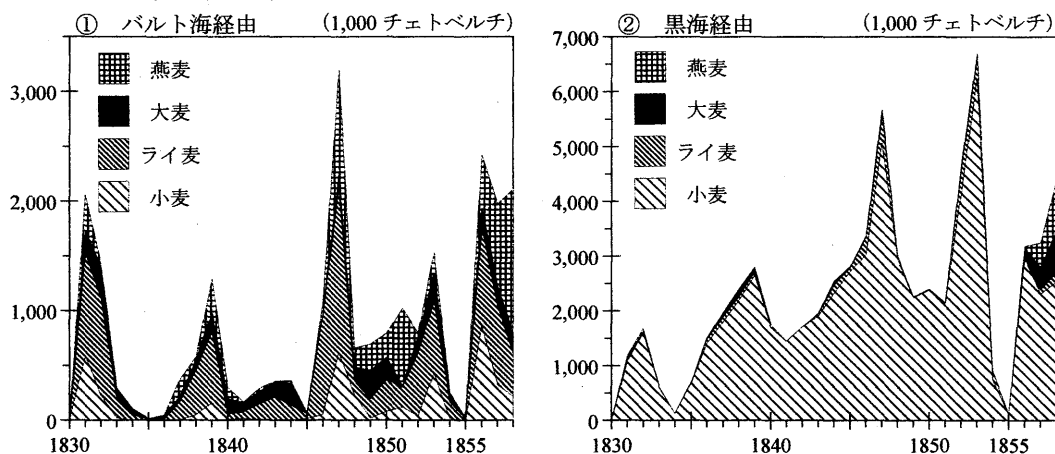 ① バルト海経由 (1,000 チェトベルチ)
燕麦
大麦
ライ麦
小麦
3,000
2,000
1,000
0
1830 1840 1850 1855
② 黒海経由 (1,000 チェトベルチ)
燕麦
大麦
ライ麦
小麦
7,000
6,000
5,000
4,000
3,000
2,000
1,000
0
1830 1840 1850 1855